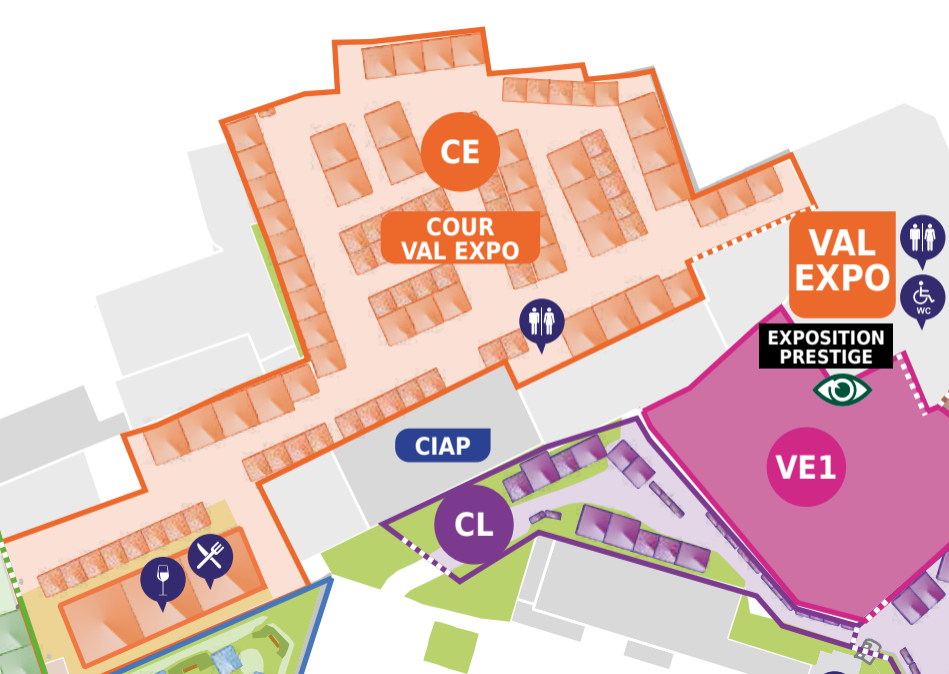 CE
COUR
VAL EXPO
VAL
EXPO
WC
EXPOSITION
PRESTIGE
CIAP
VE1
CL